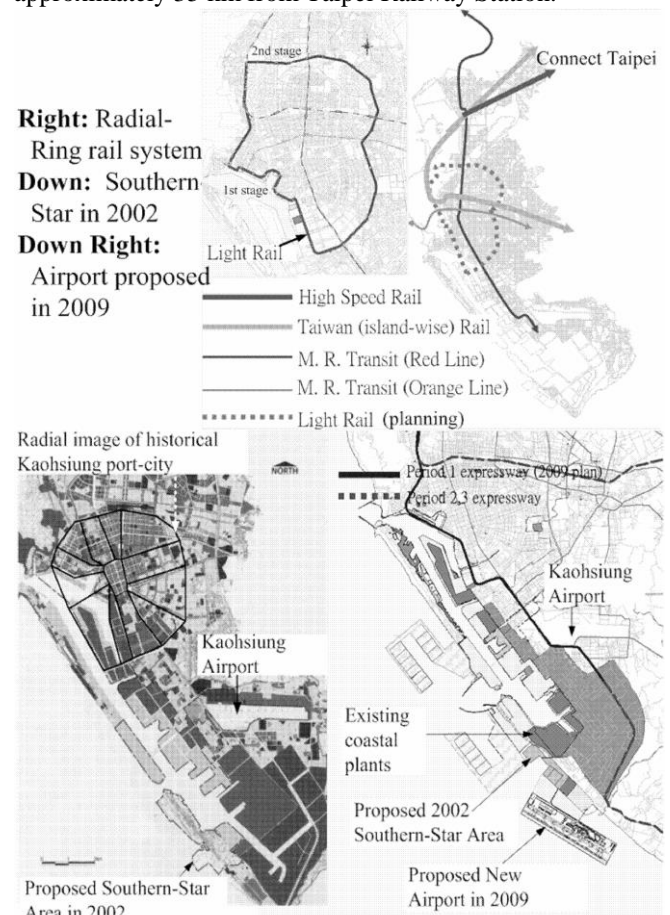 approximately 35 km from Taipei Railway Station.
2nd stage
Connect Taipei
Right: Radial-
Ring rail system
Down: Southern-
Star in 2002
Down Right:
Airport proposed
in 2009
1st stage
Light Rail
High Speed Rail
Taiwan (island-wise) Rail
M. R. Transit (Red Line)
M. R. Transit (Orange Line)
Light Rail (planning)
Radial image of historical
Kaohsiung port-city
NORTH
Kaohsiung
Airport
Proposed Southern-Star
Area in 2002
Period 1 expressway (2009 plan)
Period 2,3 expressway
Kaohsiung
Airport
Existing
coastal
plants
Proposed 2002
Southern-Star Area
Proposed New
Airport in 2009